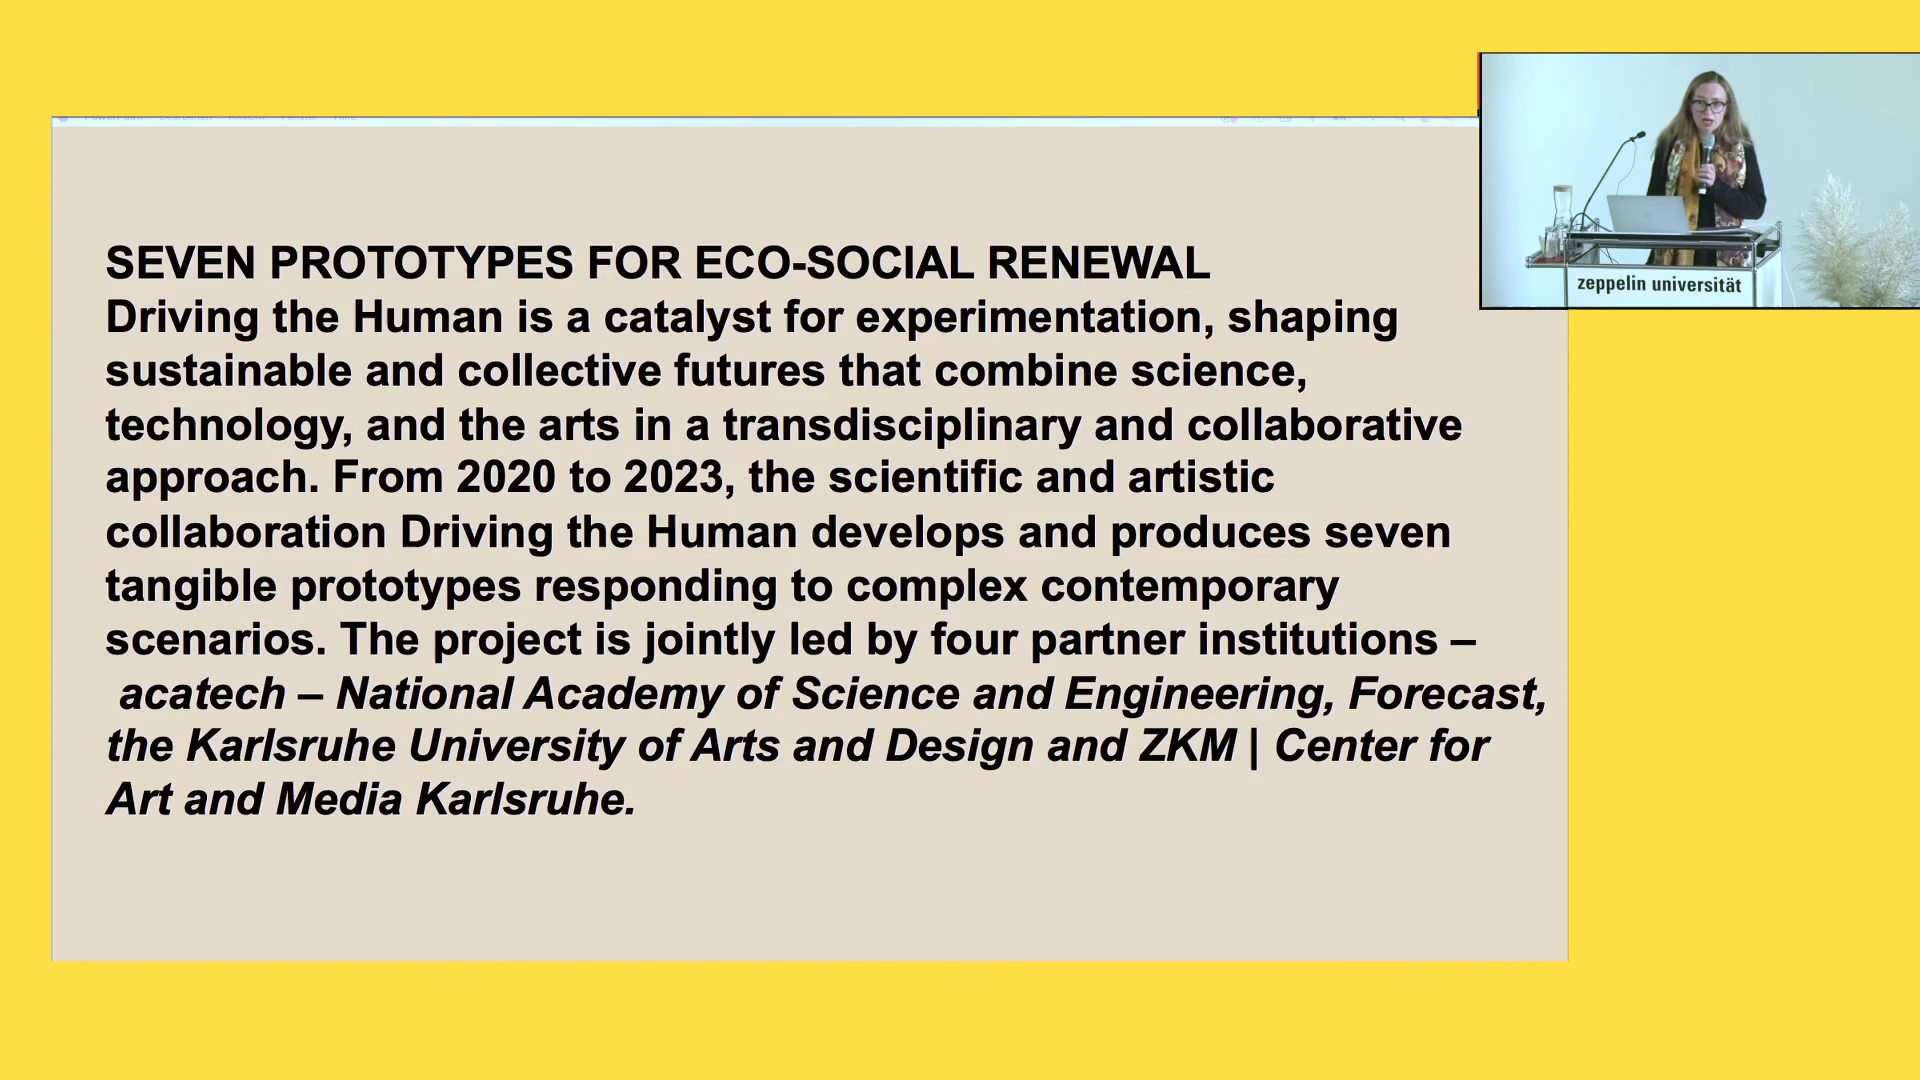 SEVEN PROTOTYPES FOR ECO-SOCIAL RENEWAL
Driving the Human is a catalyst for experimentation, shaping
sustainable and collective futures that combine science,
technology, and the arts in a transdisciplinary and collaborative
approach. From 2020 to 2023, the scientific and artistic
collaboration Driving the Human develops and produces seven
tangible prototypes responding to complex contemporary
scenarios. The project is jointly led by four partner institutions –
acatech – National Academy of Science and Engineering, Forecast,
the Karlsruhe University of Arts and Design and ZKM | Center for
Art and Media Karlsruhe.
zeppelin universität